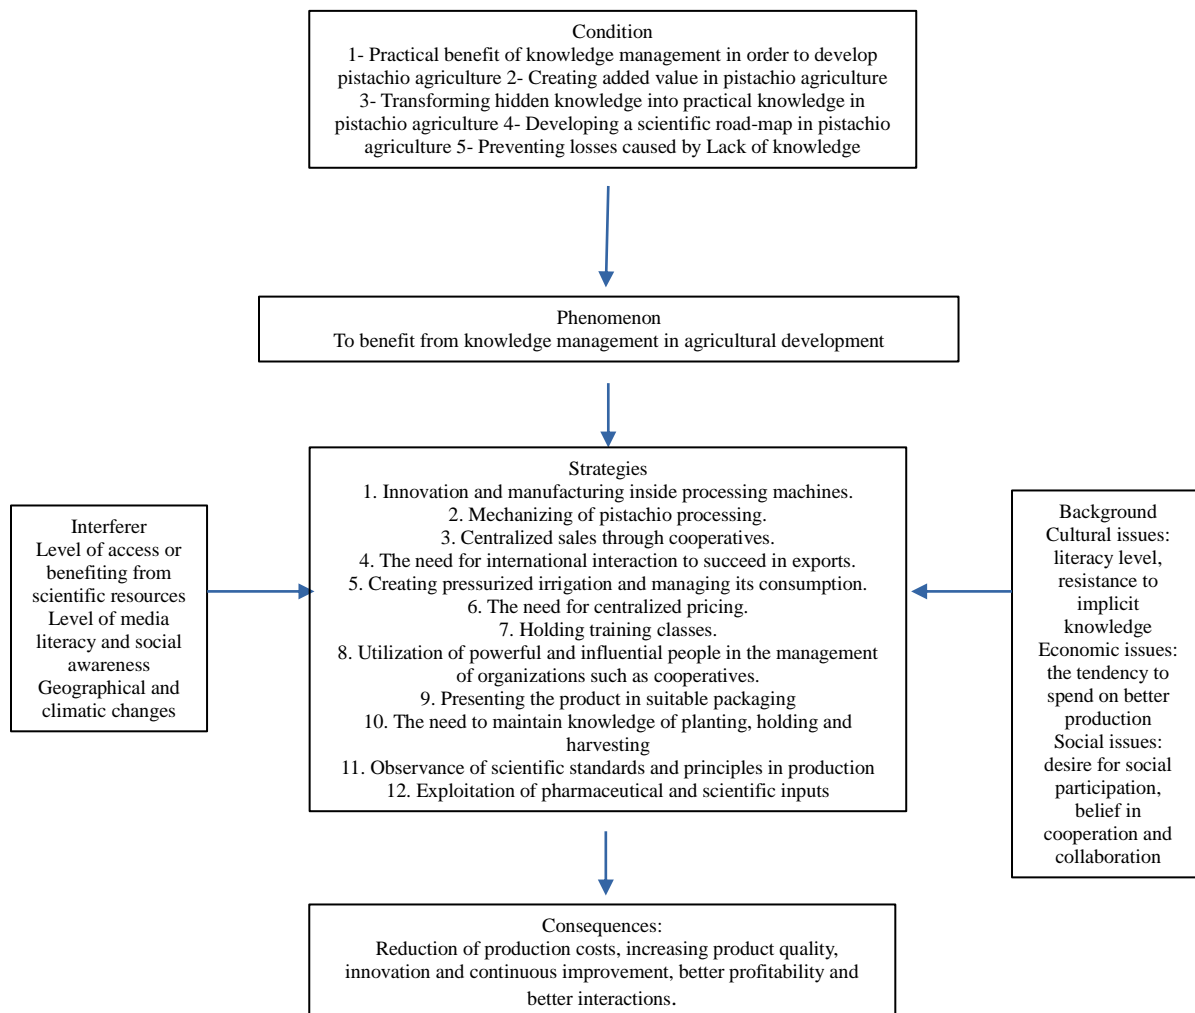 Condition
1- Practical benefit of knowledge management in order to develop
pistachio agriculture 2- Creating added value in pistachio agriculture
3- Transforming hidden knowledge into practical knowledge in
pistachio agriculture 4- Developing a scientific road-map in pistachio
agriculture 5- Preventing losses caused by Lack of knowledge
Phenomenon
To benefit from knowledge management in agricultural development
Strategies
1. Innovation and manufacturing inside processing machines.
2. Mechanizing of pistachio processing.
3. Centralized sales through cooperatives.
4. The need for international interaction to succeed in exports.
5. Creating pressurized irrigation and managing its consumption.
6. The need for centralized pricing.
7. Holding training classes.
8. Utilization of powerful and influential people in the management
of organizations such as cooperatives.
9. Presenting the product in suitable packaging
10. The need to maintain knowledge of planting, holding and
harvesting
11. Observance of scientific standards and principles in production
12. Exploitation of pharmaceutical and scientific inputs
Interferer
Level of access or
benefiting from
scientific resources
Level of media
literacy and social
awareness
Geographical and
climatic changes
Background
Cultural issues:
literacy level,
resistance to
implicit
knowledge
Economic issues:
the tendency to
spend on better
production
Social issues:
desire for social
participation,
belief in
cooperation and
collaboration
Consequences:
Reduction of production costs, increasing product quality,
innovation and continuous improvement, better profitability and
better interactions.